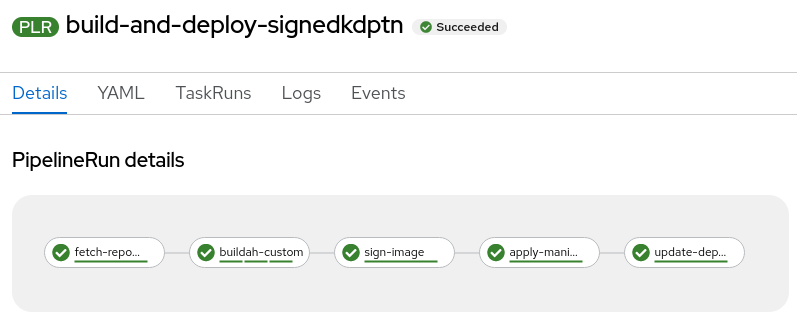 PLR build-and-deploy-signedkdptn Succeeded
Details YAML TaskRuns Logs Events
PipelineRun details
fetch-repo... buildah-custom sign-image apply-mani... update-dep...